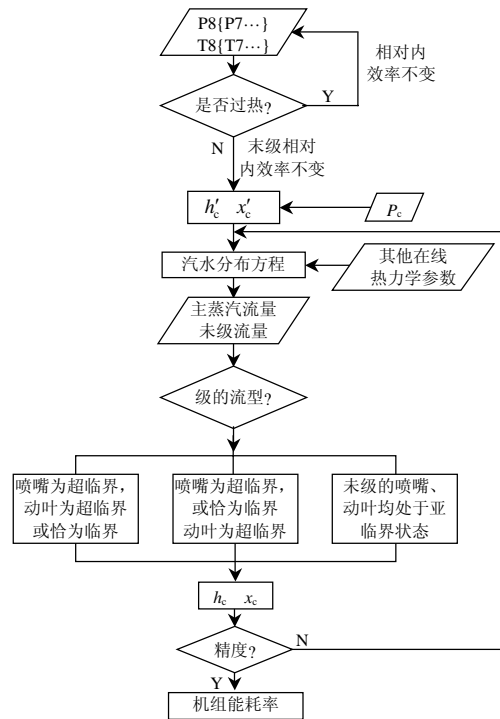 P8{P7…}
T8{T7…}
相对内
效率不变
是否过热?
Y
N
末级相对
内效率不变
h′c x′c
Pc
汽水分布方程
其他在线
热力学参数
主蒸汽流量
未级流量
级的流型?
喷嘴为超临界，
动叶为超临界
或恰为临界
喷嘴为超临界，
或恰为临界
动叶为超临界
未级的喷嘴、
动叶均处于亚
临界状态
hc xc
精度?
N
Y
机组能耗率